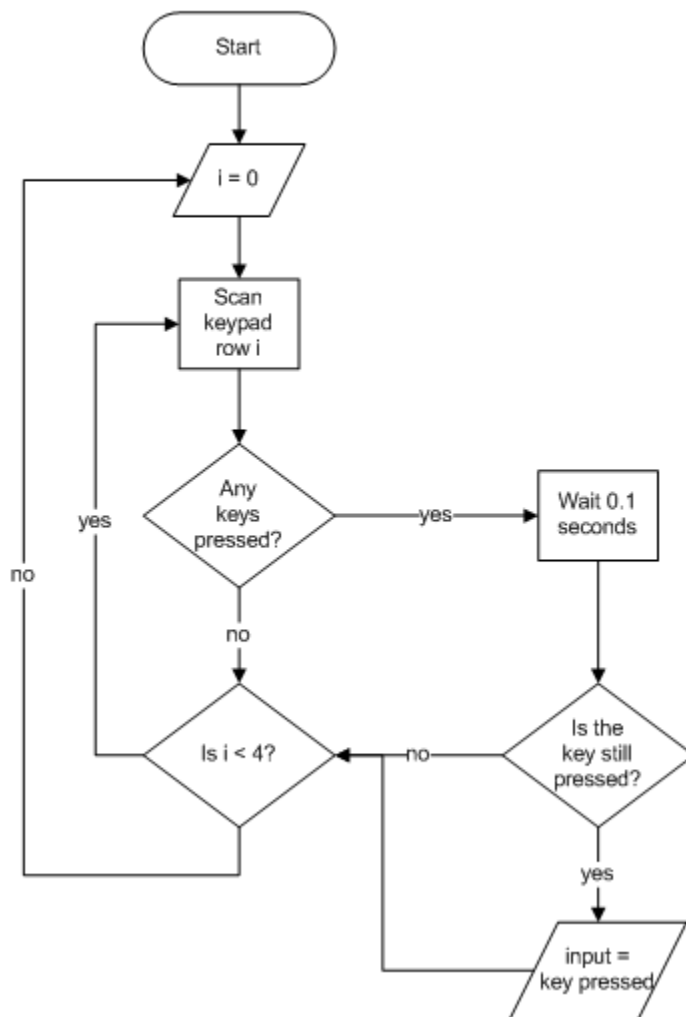 Start
i = 0
Scan
keypad
row i
Any
keys
pressed?
yes
Wait 0.1
seconds
yes
no
no
Is i < 4?
no
Is the
key still
pressed?
yes
input =
key pressed